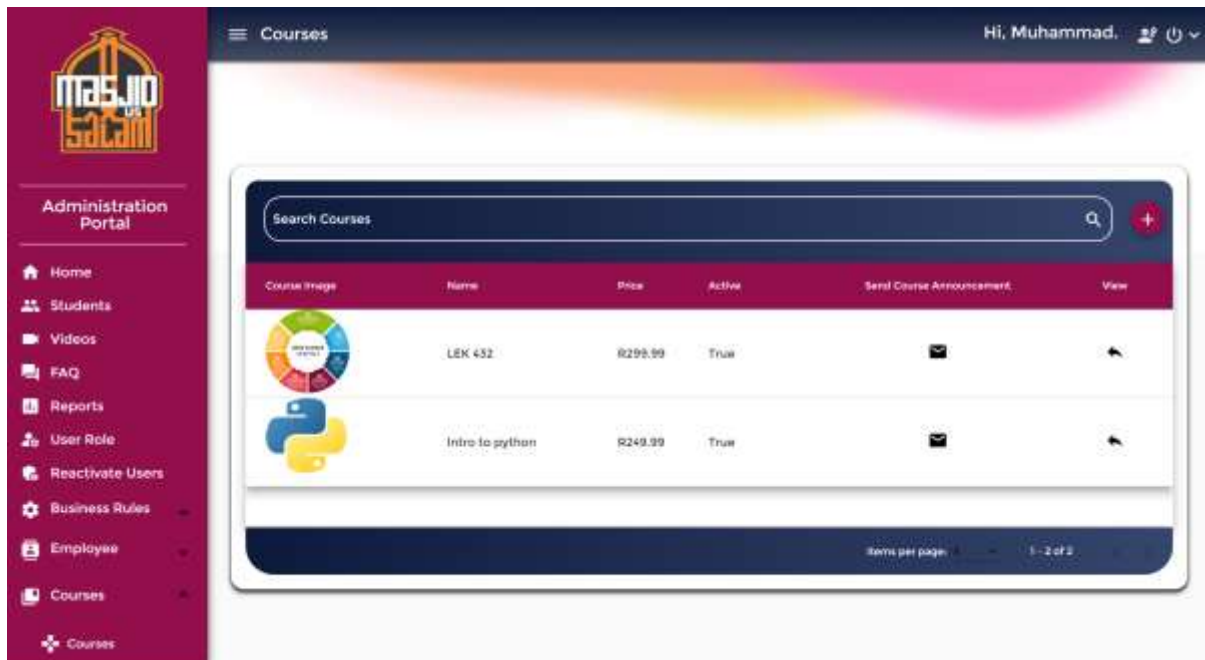 MASJID
us
Salam
Administration
Portal
Home
Students
Videos
FAQ
Reports
User Role
Reactivate Users
Business Rules
Employee
Courses
Courses
Courses
Hi, Muhammad.
Search Courses
+
Course Image Name Price Active Send Course Announcement View
LEK 432 R299.99 True
Intro to python R249.99 True
Items per page: 1 - 2 of 2